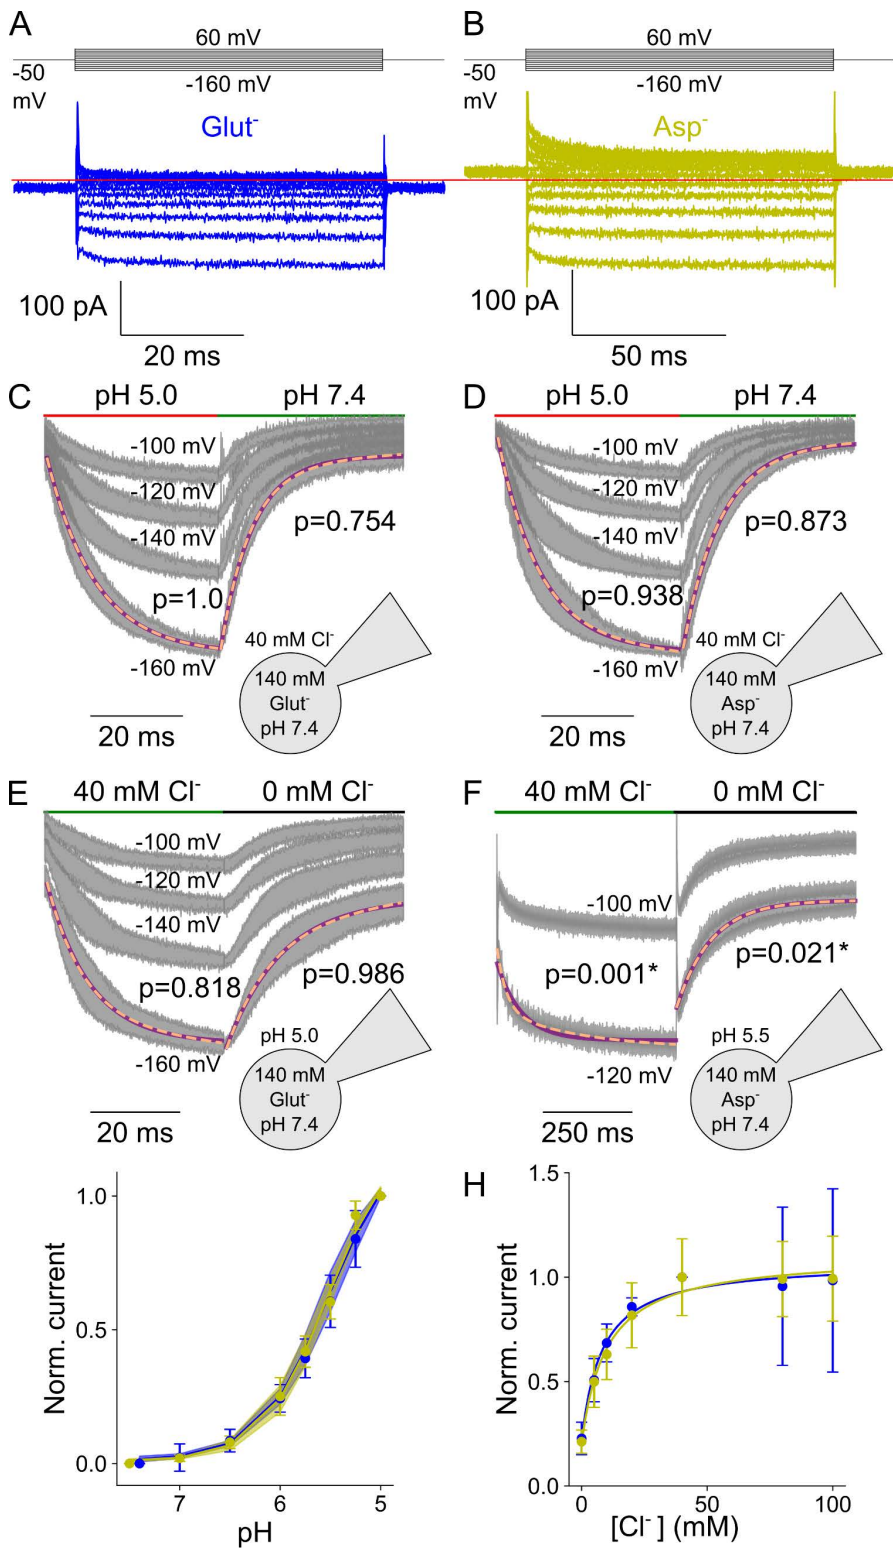 A
60 mV
-50
mV
-160 mV
Glut⁻
100 pA
20 ms
B
60 mV
-50
mV
-160 mV
Asp⁻
100 pA
50 ms
C
pH 5.0
pH 7.4
-100 mV
-120 mV
-140 mV
p=0.754
p=1.0
-160 mV
40 mM Cl⁻
140 mM
Glut⁻
pH 7.4
20 ms
D
pH 5.0
pH 7.4
-100 mV
-120 mV
-140 mV
p=0.873
p=0.938
-160 mV
40 mM Cl⁻
140 mM
Asp⁻
pH 7.4
20 ms
E
40 mM Cl⁻
0 mM Cl⁻
-100 mV
-120 mV
-140 mV
p=0.818
p=0.986
-160 mV
pH 5.0
140 mM
Glut⁻
pH 7.4
20 ms
F
40 mM Cl⁻
0 mM Cl⁻
-100 mV
p=0.001*
p=0.021*
-120 mV
pH 5.5
140 mM
Asp⁻
pH 7.4
250 ms
Norm. current
1.0
0.5
0.0
7
6
5
pH
H
Norm. current
1.5
1.0
0.5
0.0
0
50
100
[Cl⁻] (mM)